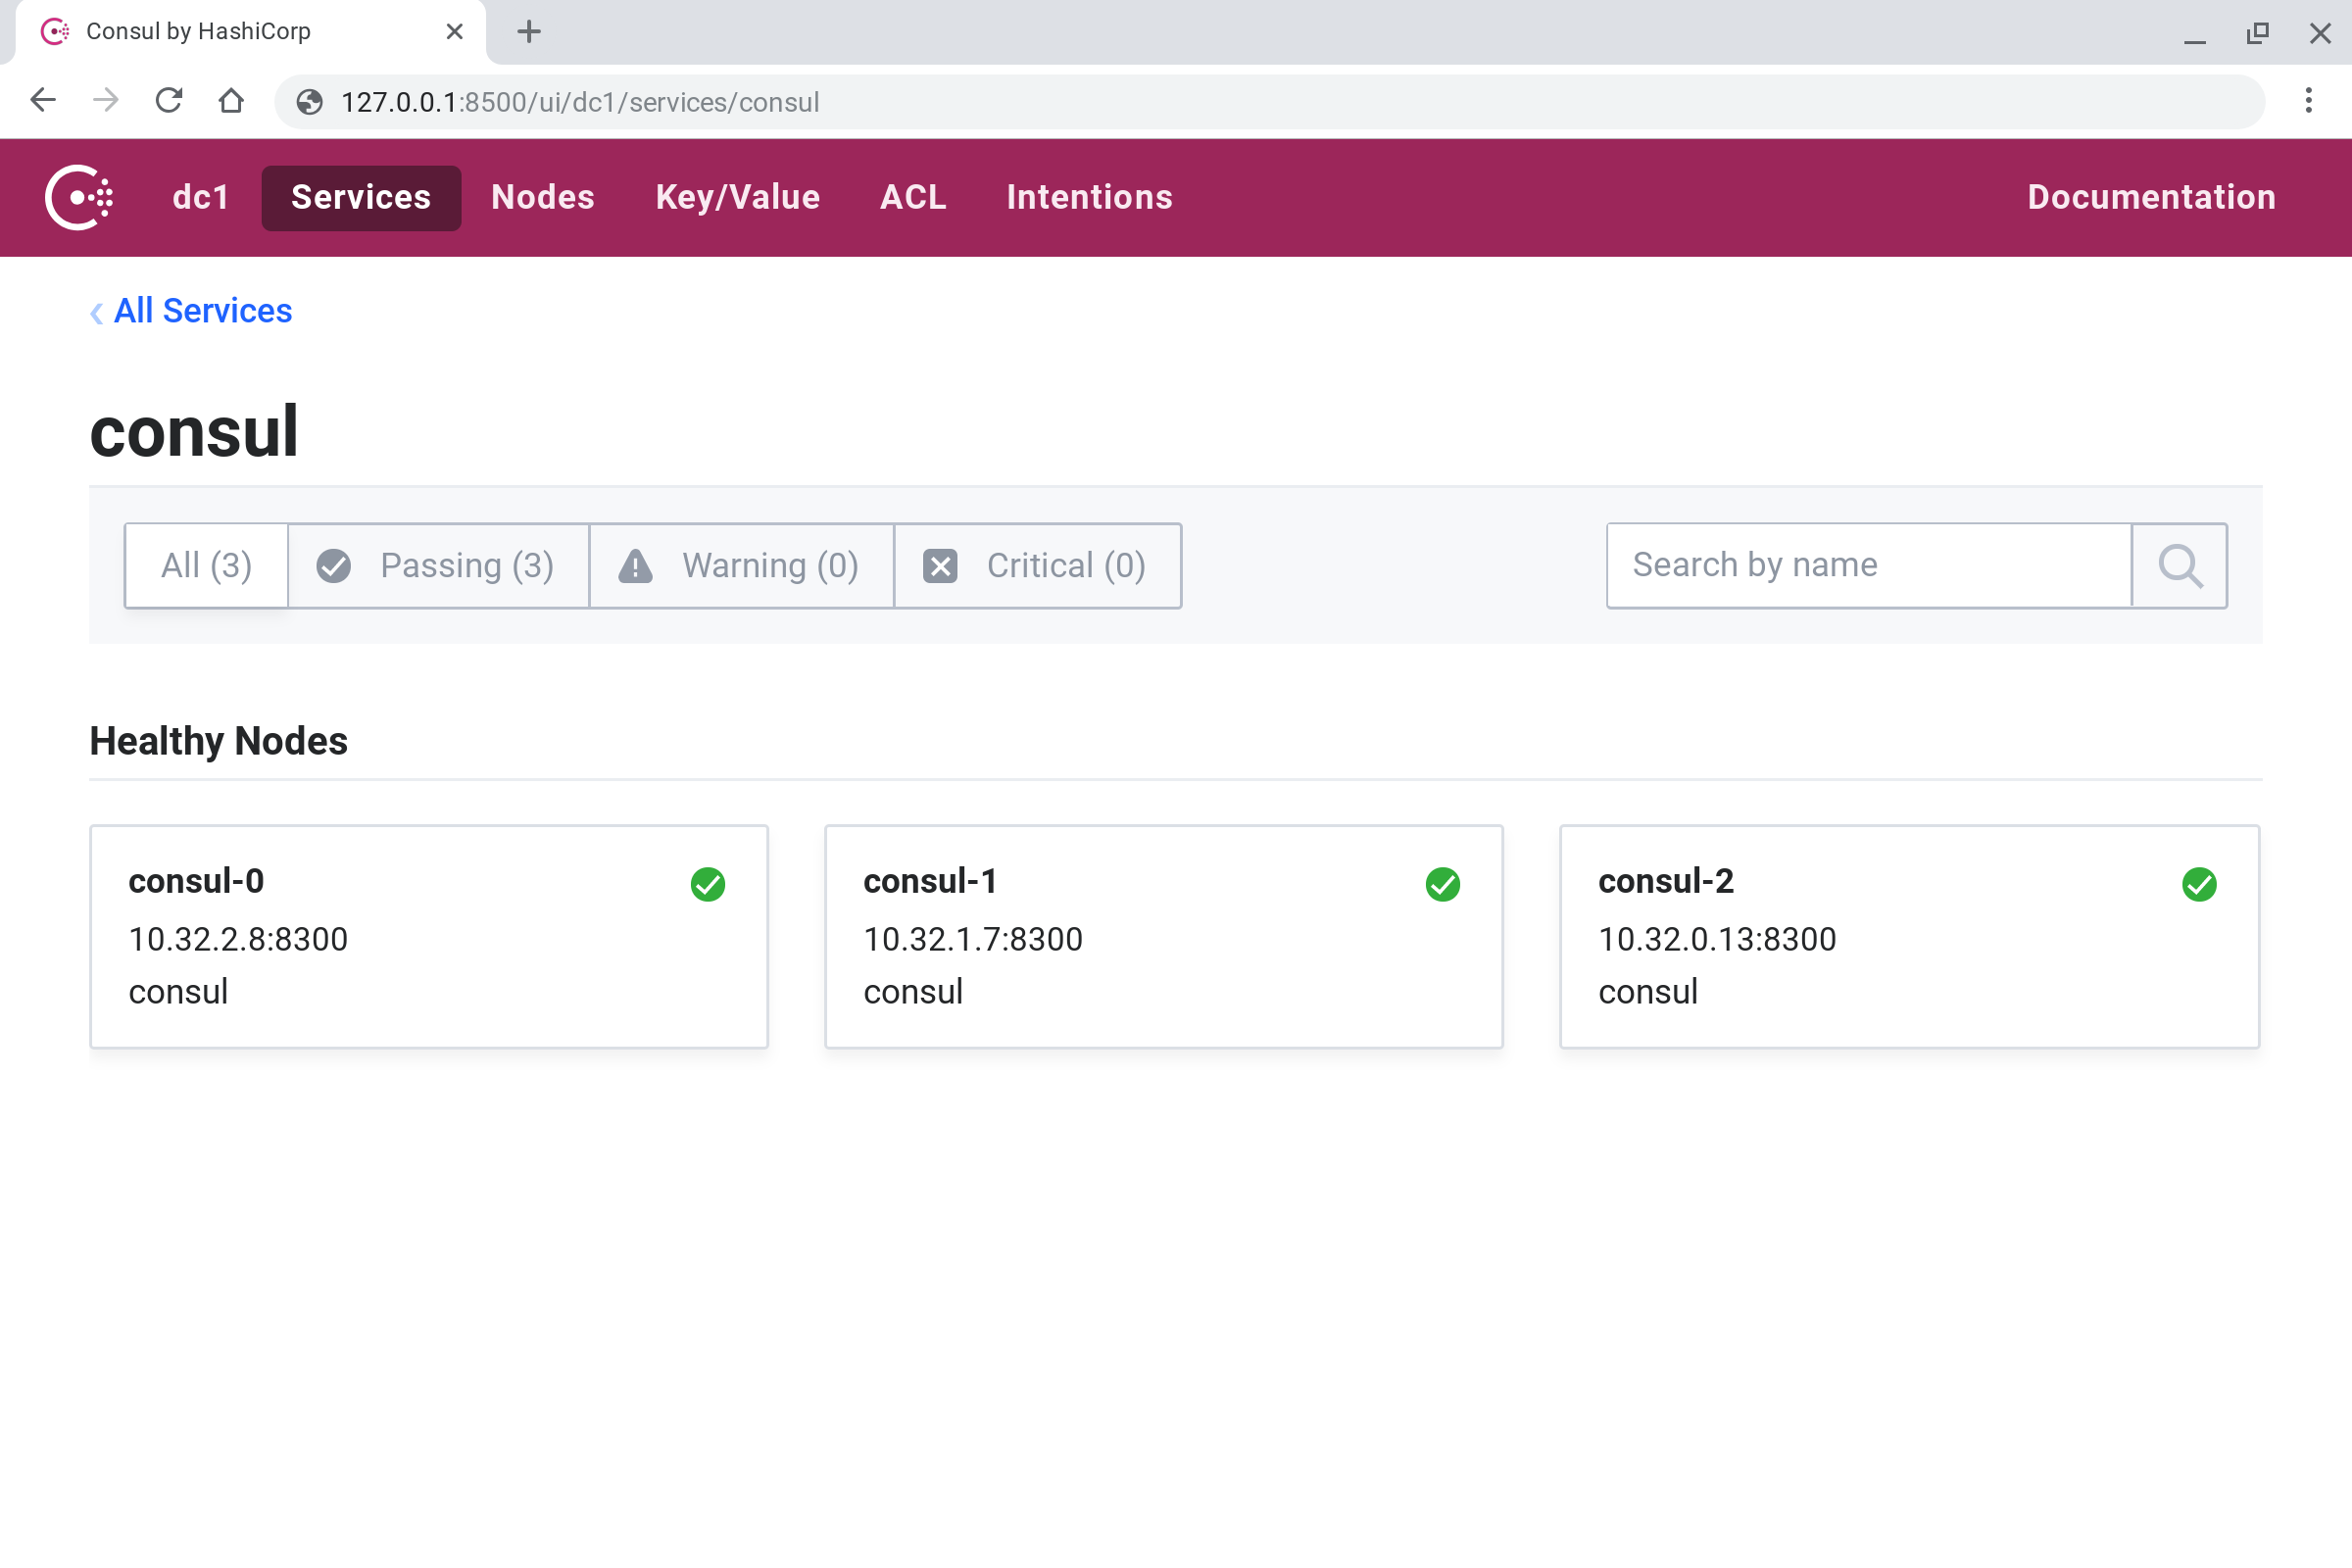 Consul by HashiCorp
127.0.0.1:8500/ui/dc1/services/consul
dc1 Services Nodes Key/Value ACL Intentions Documentation
All Services
consul
All (3) Passing (3) Warning (0) Critical (0) Search by name
Healthy Nodes
consul-0
10.32.2.8:8300
consul
consul-1
10.32.1.7:8300
consul
consul-2
10.32.0.13:8300
consul